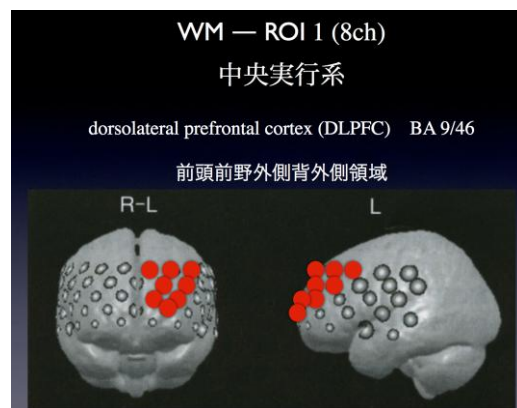 WM — ROI 1 (8ch)
中央実行系
dorsolateral prefrontal cortex (DLPFC) BA 9/46
前頭前野外側背外側領域
R-L L